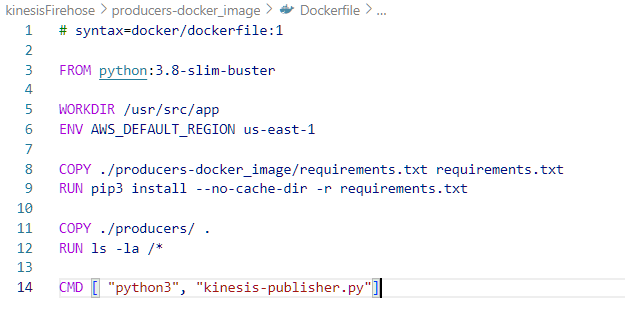 kinesisFirehose > producers-docker_image > Dockerfile > ...
1 # syntax=docker/dockerfile:1
2
3 FROM python:3.8-slim-buster
4
5 WORKDIR /usr/src/app
6 ENV AWS_DEFAULT_REGION us-east-1
7
8 COPY ./producers-docker_image/requirements.txt requirements.txt
9 RUN pip3 install --no-cache-dir -r requirements.txt
10
11 COPY ./producers/ .
12 RUN ls -la /*
13
14 CMD [ "python3", "kinesis-publisher.py"]